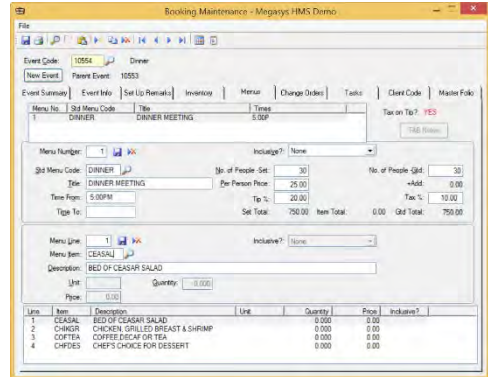 Booking Maintenance - Megasys HMS Demo
File
Event Code: 10554 Dinner
New Event Parent Event: 10553
Event Summary Event Info Set Up Remarks Inventory Menus Change Orders Tasks Client Code Master Folio
Menu No. Std Menu Code Title Times
1 DINNER DINNER MEETING 5:00P
Tax on Tip?: YES
Menu Number: 1 Inclusive?: None
Std Menu Code: DINNER No. of People -Set: 30 No. of People -Gtd: 30
Title: DINNER MEETING Per Person Price: 25.00 +Add: 0.00
Time From: 5:00PM Tip % 20.00 Tax % 10.00
Time To: Set Total: 750.00 Item Total: 0.00 Gtd Total: 750.00
Menu Line: 1 Inclusive?: None
Menu Item: CEASAL
Description: BED OF CEASAR SALAD
Unit: Quantity: 0.000
Price: 0.00
Line Item Description Unit Quantity Price Inclusive?
1 CEASAL BED OF CEASAR SALAD 0.000 0.00
2 CHIKGR CHICKEN, GRILLED BREAST & SHRIMP 0.000 0.00
3 COFTEA COFFEE,DECAF OR TEA 0.000 0.00
4 CHFDES CHEF'S CHOICE FOR DESSERT 0.000 0.00